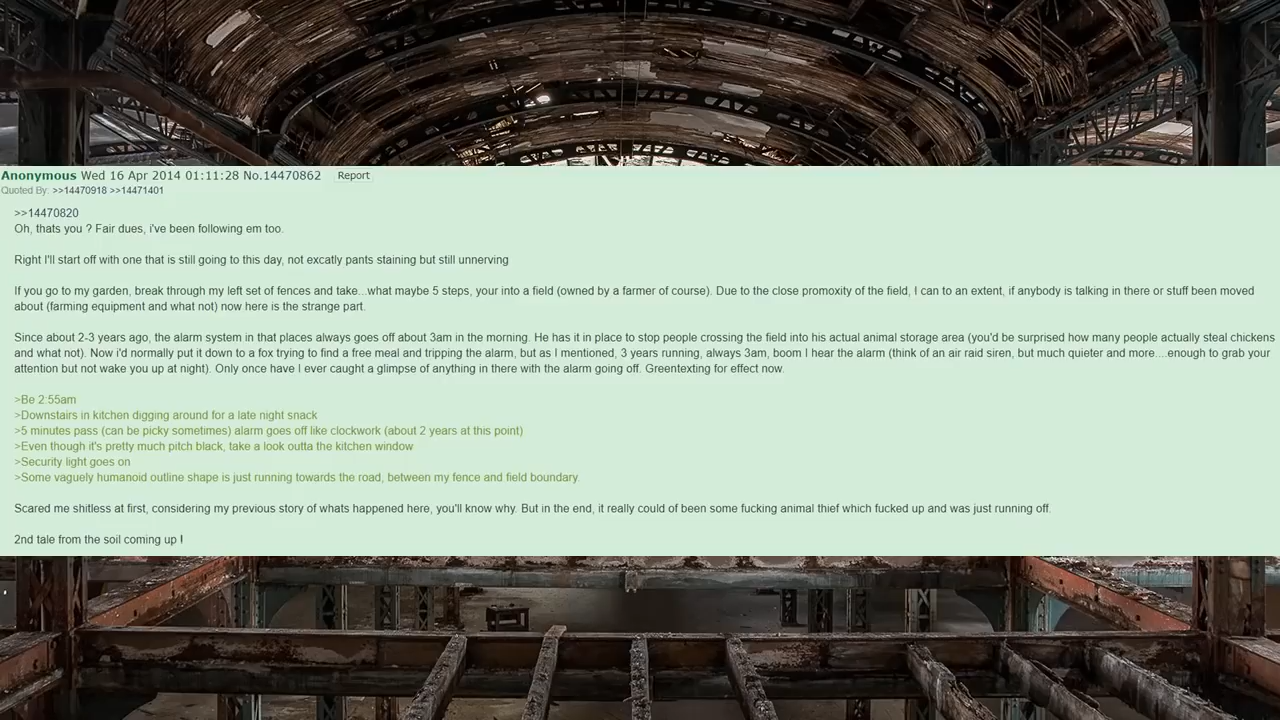 Anonymous Wed 16 Apr 2014 01:11:28 No.14470862 Report
Quoted By: >>14470918 >>14471401
>>14470820
Oh, thats you ? Fair dues, i've been following em too.
Right I'll start off with one that is still going to this day, not excatly pants staining but still unnerving
If you go to my garden, break through my left set of fences and take...what maybe 5 steps, your into a field (owned by a farmer of course). Due to the close promoxity of the field, I can to an extent, if anybody is talking in there or stuff been moved
about (farming equipment and what not) now here is the strange part.
Since about 2-3 years ago, the alarm system in that places always goes off about 3am in the morning. He has it in place to stop people crossing the field into his actual animal storage area (you'd be surprised how many people actually steal chickens
and what not). Now i'd normally put it down to a fox trying to find a free meal and tripping the alarm, but as I mentioned, 3 years running, always 3am, boom I hear the alarm (think of an air raid siren, but much quieter and more....enough to grab your
attention but not wake you up at night). Only once have I ever caught a glimpse of anything in there with the alarm going off. Greentexting for effect now.
>Be 2:55am
>Downstairs in kitchen digging around for a late night snack
>5 minutes pass (can be picky sometimes) alarm goes off like clockwork (about 2 years at this point)
>Even though it's pretty much pitch black, take a look outta the kitchen window
>Security light goes on
>Some vaguely humanoid outline shape is just running towards the road, between my fence and field boundary.
Scared me shitless at first, considering my previous story of whats happened here, you'll know why. But in the end, it really could of been some fucking animal thief which fucked up and was just running off.
2nd tale from the soil coming up !